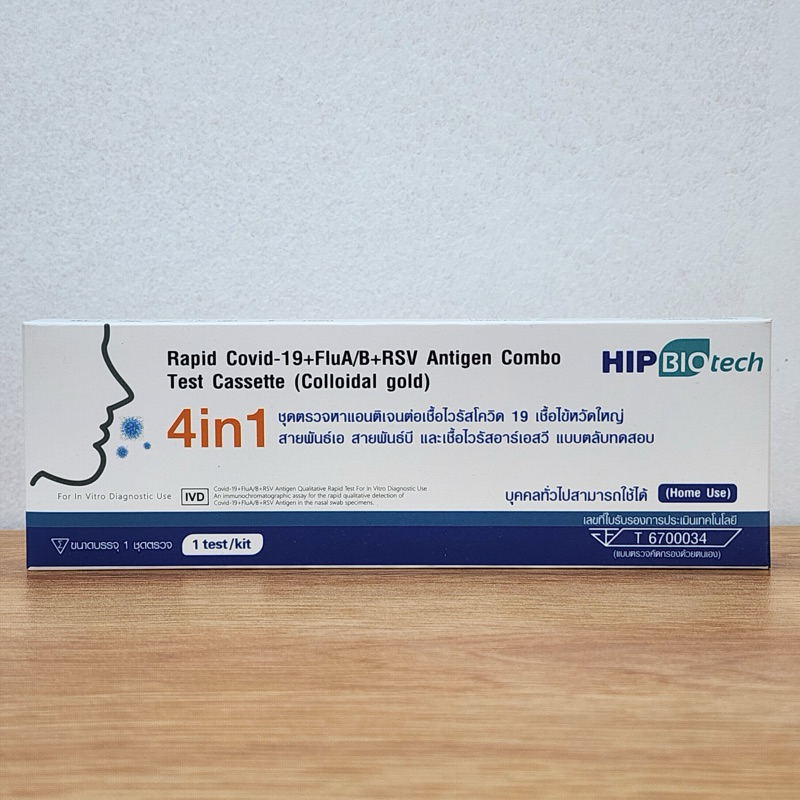 Rapid Covid-19+FluA/B+RSV Antigen Combo
Test Cassette (Colloidal gold)
HIP BIOtech
4in1
ชุดตรวจหาแอนติเจนต่อเชื้อไวรัสโควิด 19 เชื้อไข้หวัดใหญ่
สายพันธ์เอ สายพันธ์บี และเชื้อไวรัสอาร์เอสวี แบบตลับทดสอบ
For In Vitro Diagnostic Use
IVD
Covid-19+FluA/B+RSV Antigen Qualitative Rapid Test For In Vitro Diagnostic Use
An immunochromatographic assay for the rapid qualitative detection of
Covid-19+FluA/B+RSV Antigen in the nasal swab specimens.
บุคคลทั่วไปสามารถใช้ได้ (Home Use)
ขนาดบรรจุ 1 ชุดตรวจ 1 test/kit
เลขที่ใบรับรองการประเมินเทคโนโลยี
T 6700034
(แบบตรวจคัดกรองด้วยตนเอง)